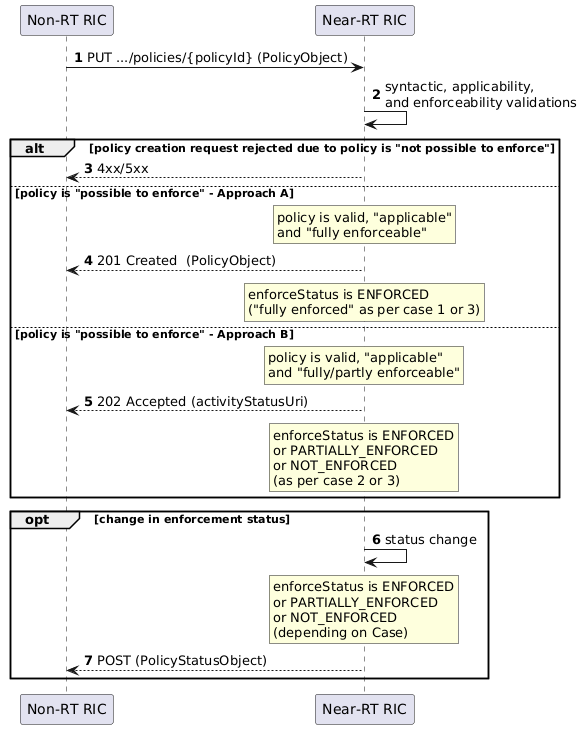 Non-RT RIC
Near-RT RIC
1 PUT .../policies/{policyId} (PolicyObject)
2 syntactic, applicability,
and enforceability validations
alt [policy creation request rejected due to policy is "not possible to enforce"]
3 4xx/5xx
[policy is "possible to enforce" - Approach A]
policy is valid, "applicable"
and "fully enforceable"
4 201 Created  (PolicyObject)
enforceStatus is ENFORCED
("fully enforced" as per case 1 or 3)
[policy is "possible to enforce" - Approach B]
policy is valid, "applicable"
and "fully/partly enforceable"
5 202 Accepted (activityStatusUri)
enforceStatus is ENFORCED
or PARTIALLY_ENFORCED
or NOT_ENFORCED
(as per case 2 or 3)
opt [change in enforcement status]
6 status change
enforceStatus is ENFORCED
or PARTIALLY_ENFORCED
or NOT_ENFORCED
(depending on Case)
7 POST (PolicyStatusObject)
Non-RT RIC
Near-RT RIC